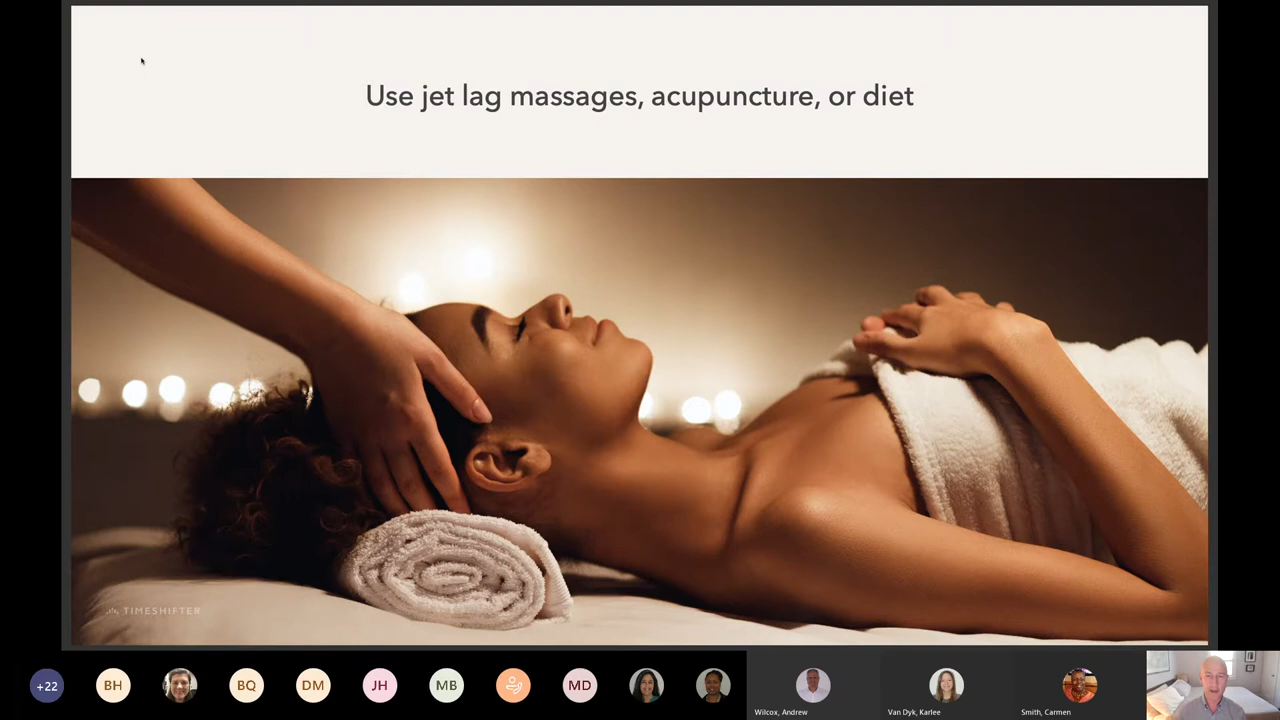 Use jet lag massages, acupuncture, or diet
TIMESHIFTER
+22
BH
BQ
DM
JH
MB
MD
Wilcox, Andrew
Van Dyk, Karlee
Smith, Carmen